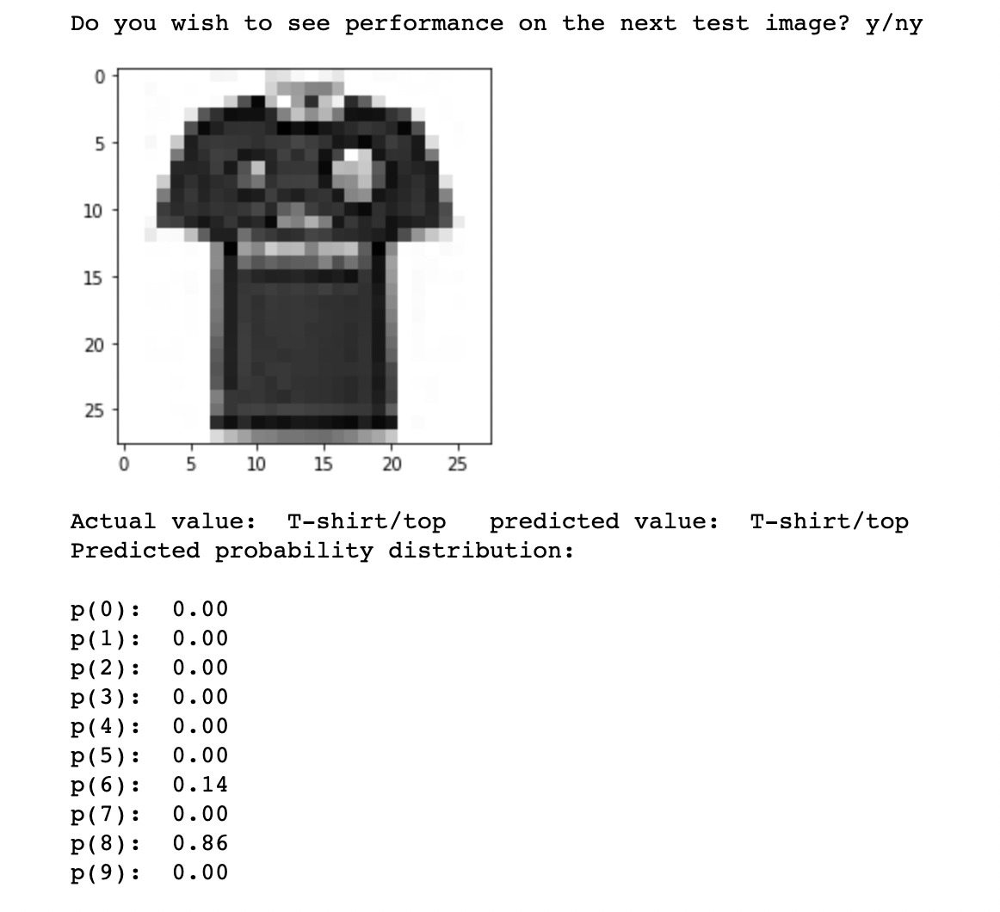 Do you wish to see performance on the next test image? y/ny
0
5
10
15
20
25
0 5 10 15 20 25
Actual value: T-shirt/top predicted value: T-shirt/top
Predicted probability distribution:
p(0): 0.00
p(1): 0.00
p(2): 0.00
p(3): 0.00
p(4): 0.00
p(5): 0.00
p(6): 0.14
p(7): 0.00
p(8): 0.86
p(9): 0.00